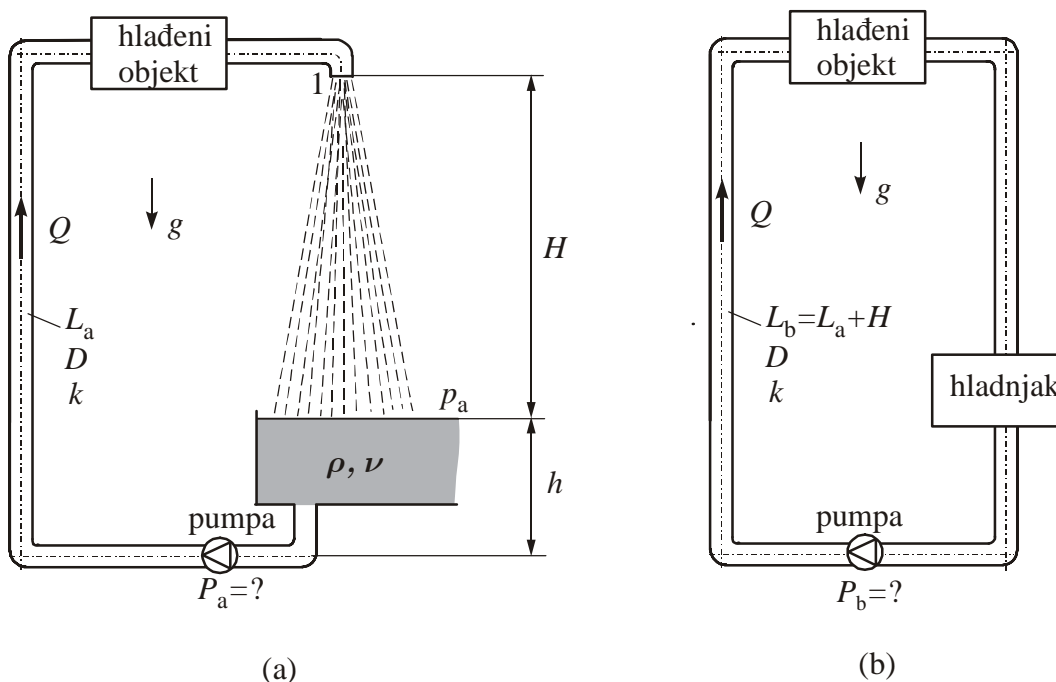 hlađeni
objekt
1
Q
g
H
L_a
D
k
p_a
ρ, ν
h
pumpa
P_a=?
(a)
hlađeni
objekt
g
Q
L_b=L_a+H
D
k
hladnjak
pumpa
P_b=?
(b)